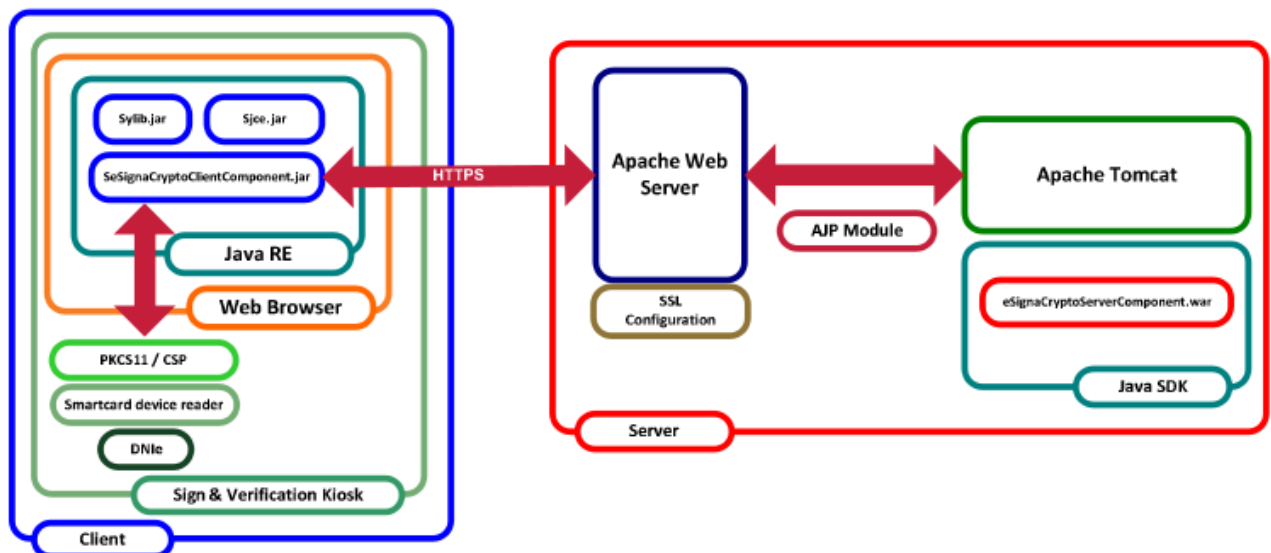 Sylib.jar
Sjce.jar
SeSignaCryptoClientComponent.jar
Java RE
Web Browser
PKCS11 / CSP
Smartcard device reader
DNIe
Sign & Verification Kiosk
Client
HTTPS
Apache Web
Server
SSL
Configuration
AJP Module
Apache Tomcat
eSignaCryptoServerComponent.war
Java SDK
Server